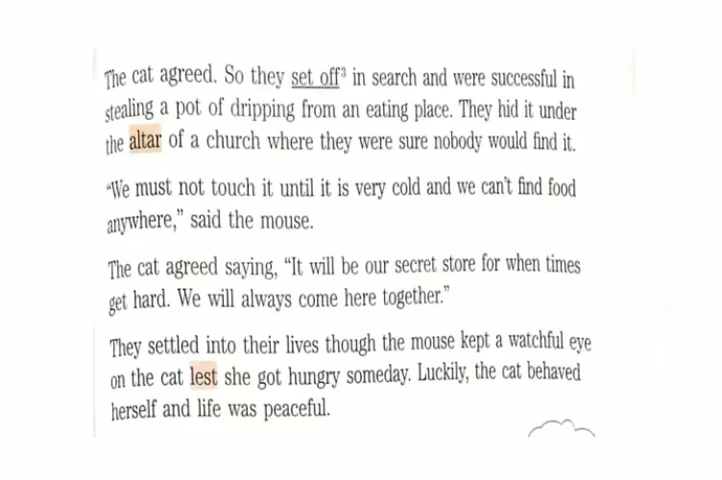 The cat agreed. So they set off³ in search and were successful in
stealing a pot of dripping from an eating place. They hid it under
the altar of a church where they were sure nobody would find it.
“We must not touch it until it is very cold and we can’t find food
anywhere,” said the mouse.
The cat agreed saying, “It will be our secret store for when times
get hard. We will always come here together.”
They settled into their lives though the mouse kept a watchful eye
on the cat lest she got hungry someday. Luckily, the cat behaved
herself and life was peaceful.